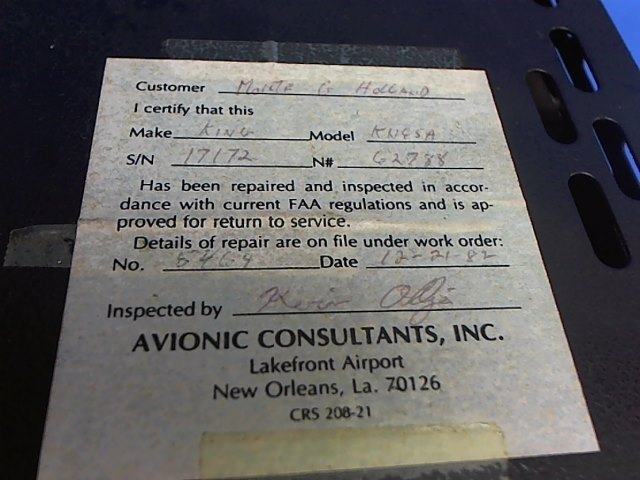 Customer Monte G Holland
I certify that this
Make KING Model KN65A
S/N 17172 N# 62788
Has been repaired and inspected in accor-
dance with current FAA regulations and is ap-
proved for return to service.
Details of repair are on file under work order:
No. Date 12-21-82
Inspected by Kevin
AVIONIC CONSULTANTS, INC.
Lakefront Airport
New Orleans, La. 70126
CRS 208-21